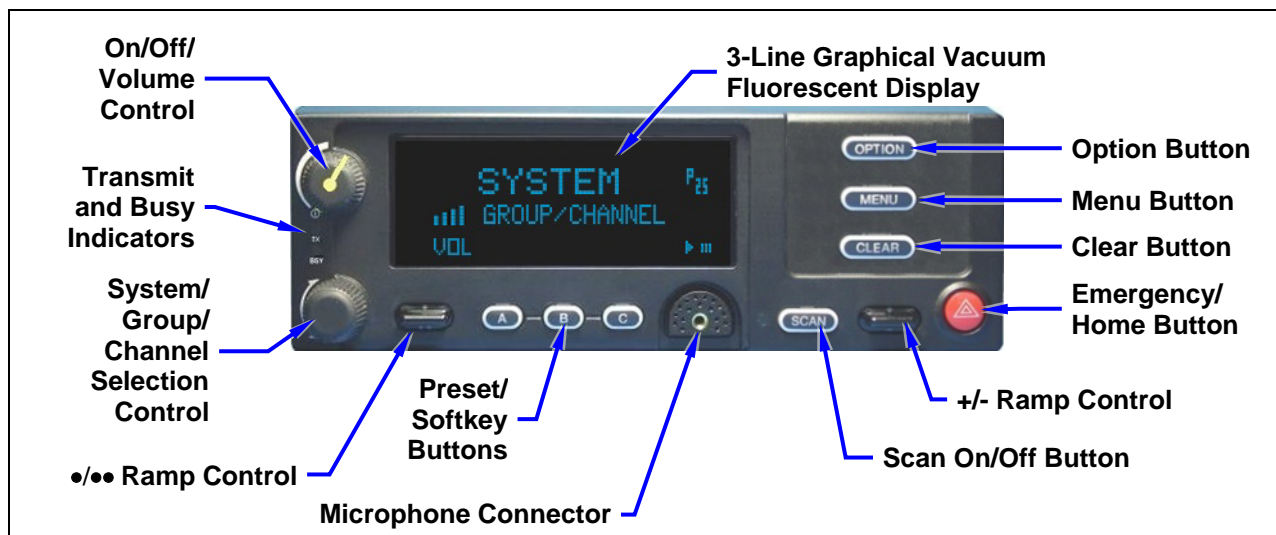 On/Off/
Volume
Control
3-Line Graphical Vacuum
Fluorescent Display
Transmit
and Busy
Indicators
System/
Group/
Channel
Selection
Control
TX
BSY
SYSTEM P25
GROUP/CHANNEL
VOL
OPTION
MENU
CLEAR
A
B
C
SCAN
Option Button
Menu Button
Clear Button
Emergency/
Home Button
Preset/
Softkey
Buttons
+/- Ramp Control
Scan On/Off Button
●/●● Ramp Control
Microphone Connector